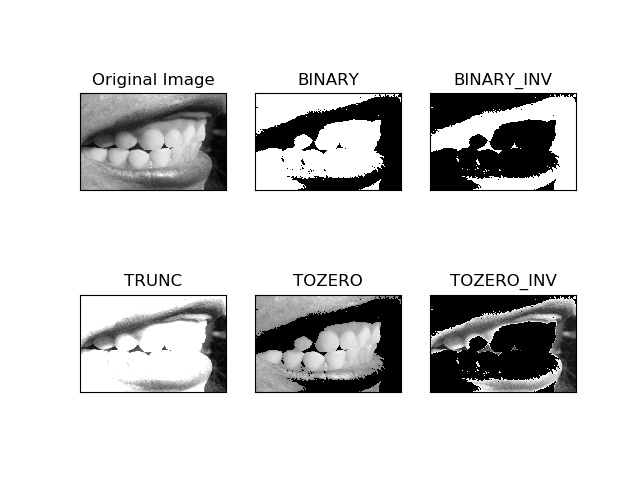 Original Image
BINARY
BINARY_INV
TRUNC
TOZERO
TOZERO_INV